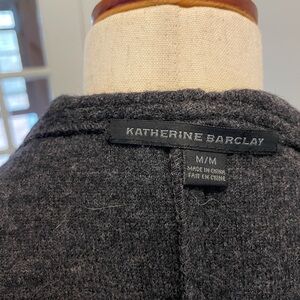 KATHERINE BARCLAY
M/M
MADE IN CHINA
FAIT EN CHINE